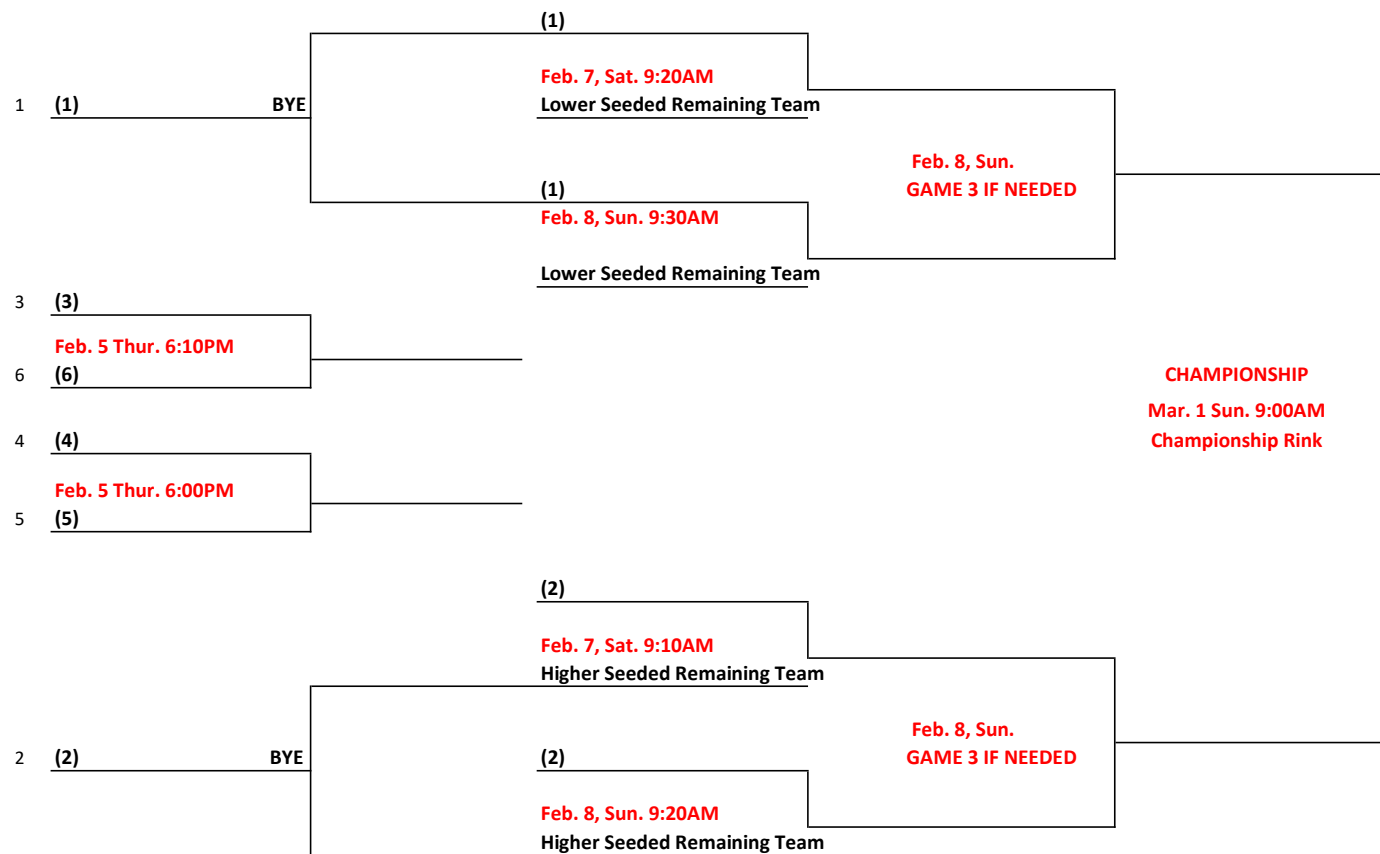 (1)
Feb. 7, Sat. 9:20AM
1 (1) BYE Lower Seeded Remaining Team
Feb. 8, Sun.
(1) GAME 3 IF NEEDED
Feb. 8, Sun. 9:30AM
Lower Seeded Remaining Team
3 (3)
Feb. 5 Thur. 6:10PM
6 (6) CHAMPIONSHIP
Mar. 1 Sun. 9:00AM
4 (4) Championship Rink
Feb. 5 Thur. 6:00PM
5 (5)
(2)
Feb. 7, Sat. 9:10AM
Higher Seeded Remaining Team
Feb. 8, Sun.
2 (2) BYE (2) GAME 3 IF NEEDED
Feb. 8, Sun. 9:20AM
Higher Seeded Remaining Team